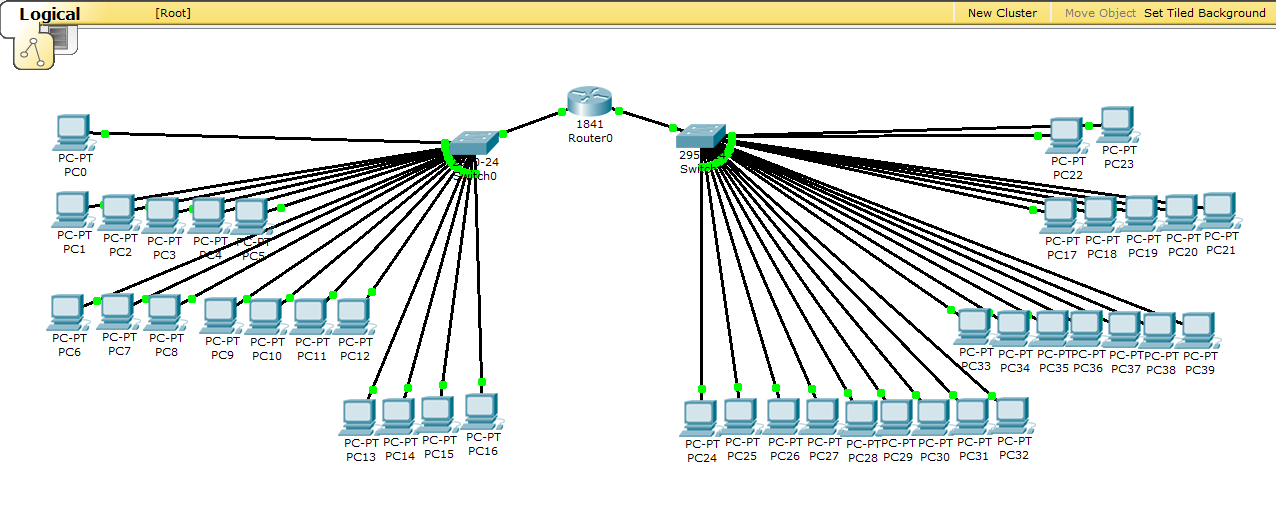 Logical
[Root]
New Cluster
Move Object
Set Tiled Background
1841
Router0
PC-PT
PC0
PC-PT
PC1
PC-PT
PC2
PC-PT
PC3
PC-PT
PC4
PC-PT
PC5
PC-PT
PC6
PC-PT
PC7
PC-PT
PC8
PC-PT
PC9
PC-PT
PC10
PC-PT
PC11
PC-PT
PC12
PC-PT
PC13
PC-PT
PC14
PC-PT
PC15
PC-PT
PC16
PC-PT
PC22
PC-PT
PC23
PC-PT
PC17
PC-PT
PC18
PC-PT
PC19
PC-PT
PC20
PC-PT
PC21
PC-PT
PC33
PC-PT
PC34
PC-PT
PC35
PC-PT
PC36
PC-PT
PC37
PC-PT
PC38
PC-PT
PC39
PC-PT
PC24
PC-PT
PC25
PC-PT
PC26
PC-PT
PC27
PC-PT
PC28
PC-PT
PC29
PC-PT
PC30
PC-PT
PC31
PC-PT
PC32